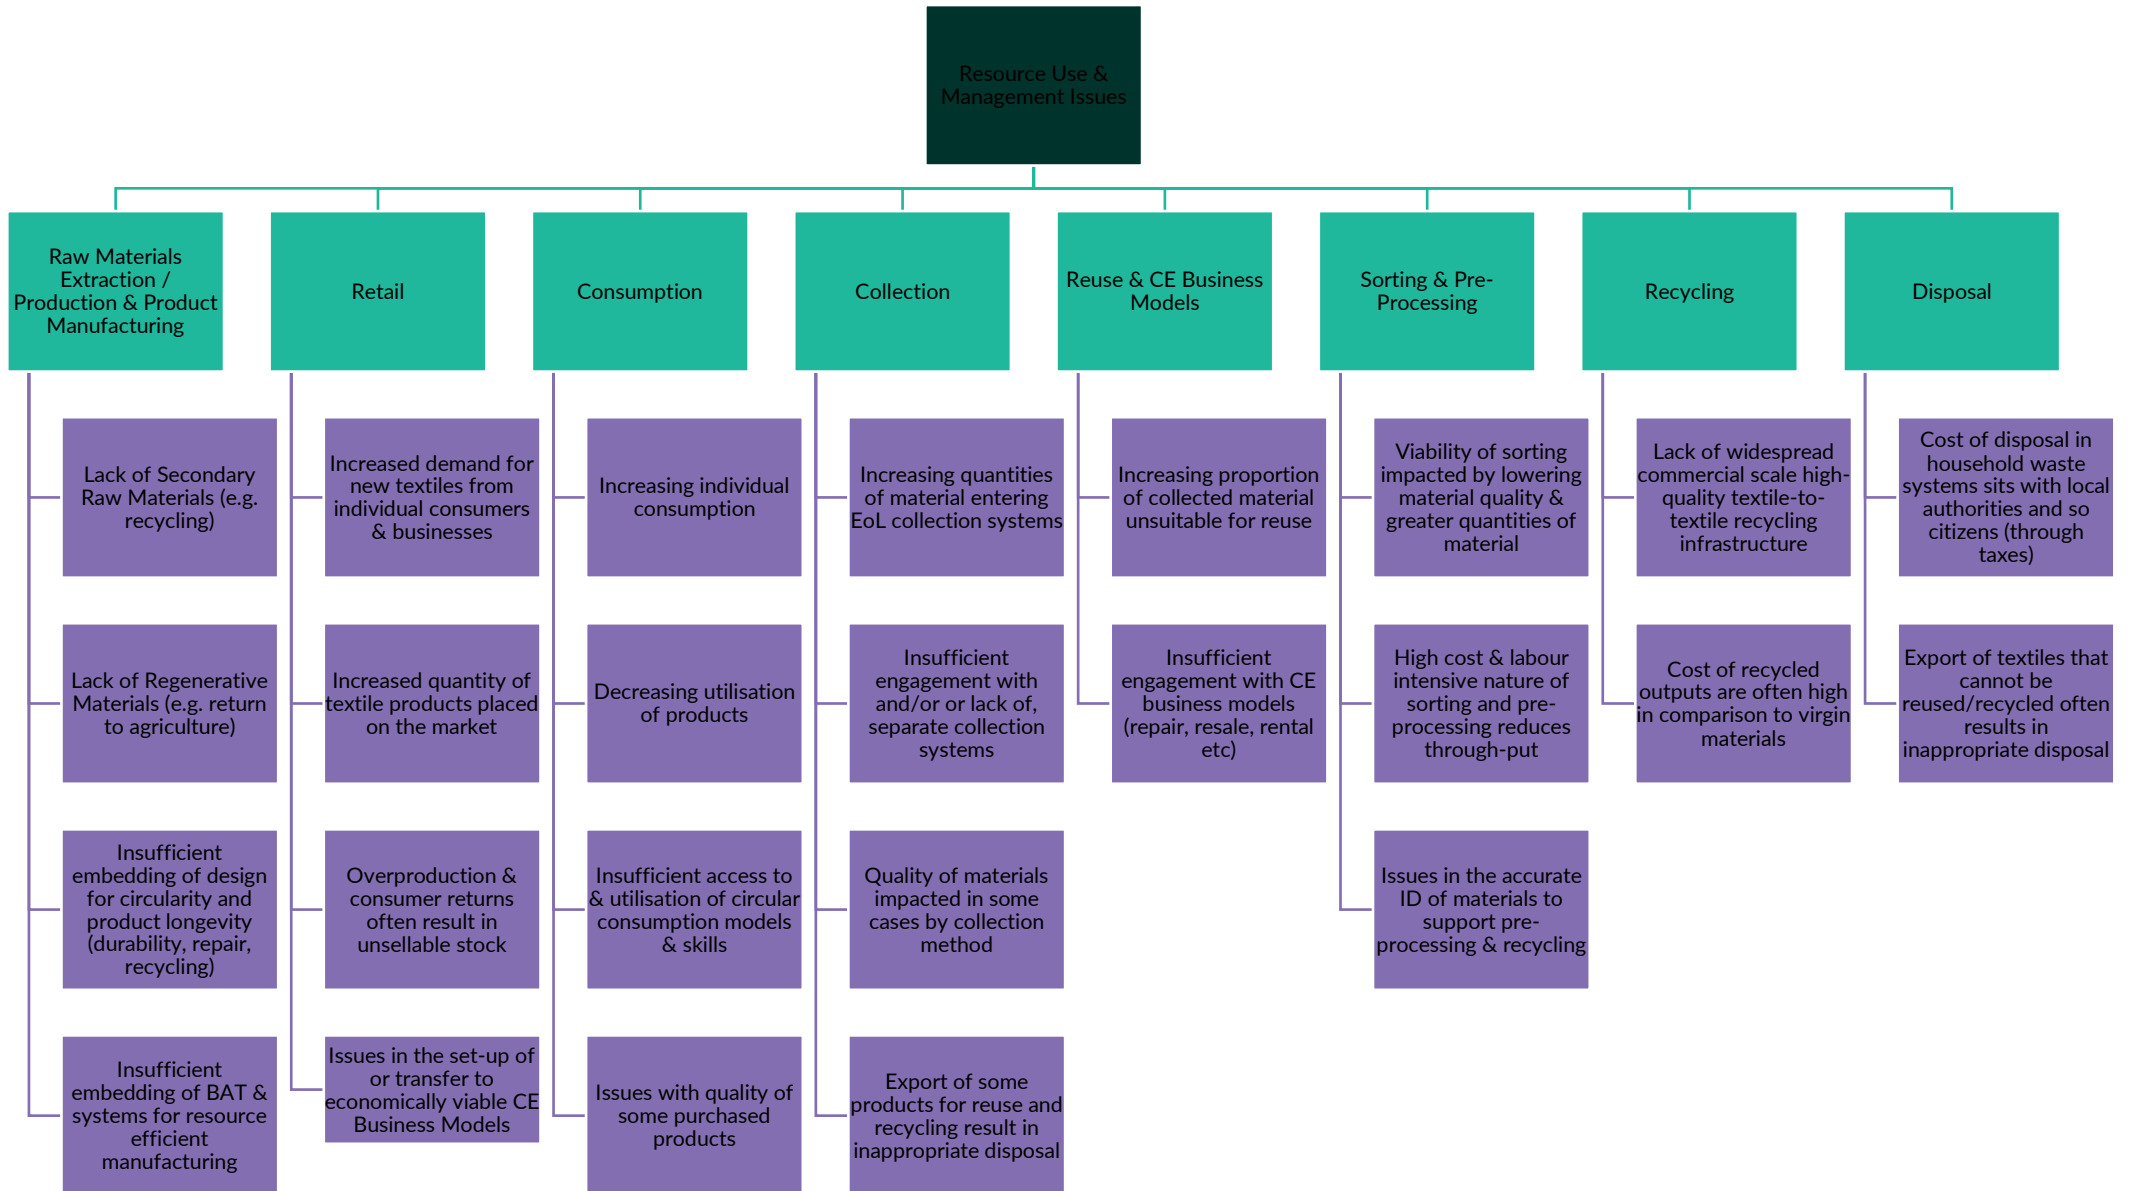 Resource Use &
Management Issues
Raw Materials
Extraction /
Production & Product
Manufacturing
Retail
Consumption
Collection
Reuse & CE Business
Models
Sorting & Pre-
Processing
Recycling
Disposal
Lack of Secondary
Raw Materials (e.g.
recycling)
Lack of Regenerative
Materials (e.g. return
to agriculture)
Insufficient
embedding of design
for circularity and
product longevity
(durability, repair,
recycling)
Insufficient
embedding of BAT &
systems for resource
efficient
manufacturing
Increased demand for
new textiles from
individual consumers
& businesses
Increased quantity of
textile products placed
on the market
Overproduction &
consumer returns
often result in
unsellable stock
Issues in the set-up of
or transfer to
economically viable CE
Business Models
Increasing individual
consumption
Decreasing utilisation
of products
Insufficient access to
& utilisation of circular
consumption models
& skills
Issues with quality of
some purchased
products
Increasing quantities
of material entering
EoL collection systems
Insufficient
engagement with
and/or or lack of,
separate collection
systems
Quality of materials
impacted in some
cases by collection
method
Export of some
products for reuse and
recycling result in
inappropriate disposal
Increasing proportion
of collected material
unsuitable for reuse
Insufficient
engagement with CE
business models
(repair, resale, rental
etc)
Viability of sorting
impacted by lowering
material quality &
greater quantities of
material
High cost & labour
intensive nature of
sorting and pre-
processing reduces
through-put
Issues in the accurate
ID of materials to
support pre-
processing & recycling
Lack of widespread
commercial scale high-
quality textile-to-
textile recycling
infrastructure
Cost of recycled
outputs are often high
in comparison to virgin
materials
Cost of disposal in
household waste
systems sits with local
authorities and so
citizens (through
taxes)
Export of textiles that
cannot be
reused/recycled often
results in
inappropriate disposal